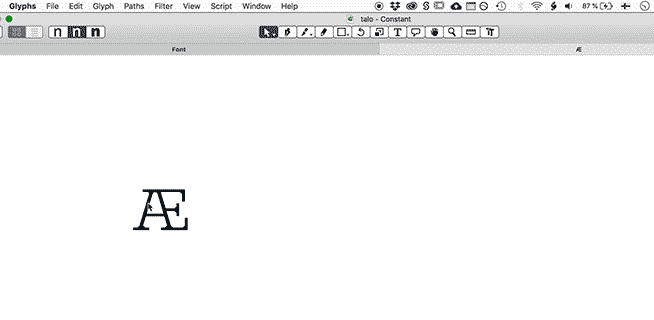 Glyphs File Edit Glyph Paths Filter View Script Window Help 87 %
talo - Constant
n n n T
Font Æ
Æ